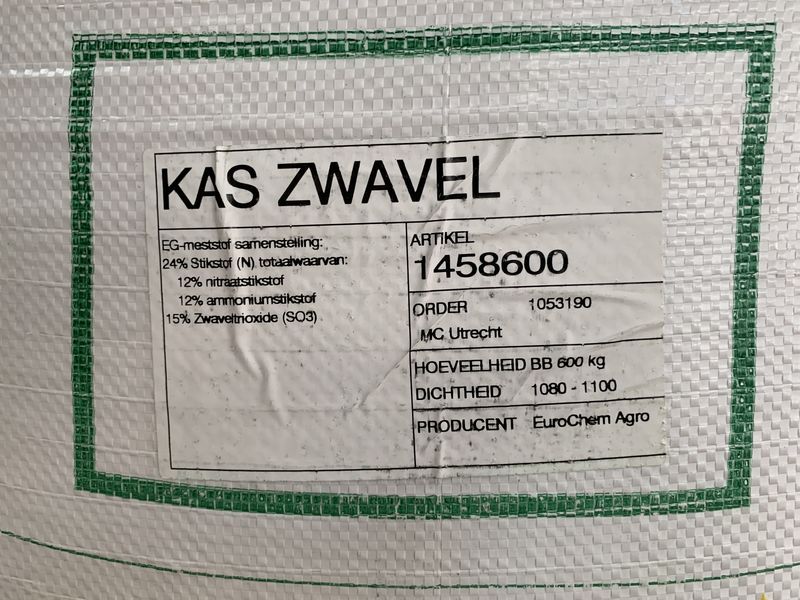 KAS ZWAVEL
EG-meststof samenstelling:
24% Stikstof (N) totaalwaarvan:
12% nitraatstikstof
12% ammoniumstikstof
15% Zwaveltrioxide (SO3)
ARTIKEL
1458600
ORDER 1053190
MC Utrecht
HOEVEELHEID BB 600 kg
DICHTHEID 1080 - 1100
PRODUCENT EuroChem Agro